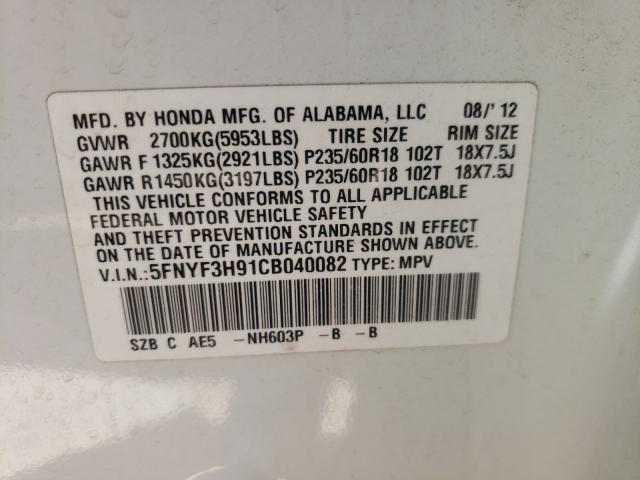 MFD. BY HONDA MFG. OF ALABAMA, LLC 08/'12
GVWR 2700KG(5953LBS) TIRE SIZE RIM SIZE
GAWR F 1325KG(2921LBS) P235/60R18 102T 18X7.5J
GAWR R1450KG(3197LBS) P235/60R18 102T 18X7.5J
THIS VEHICLE CONFORMS TO ALL APPLICABLE
FEDERAL MOTOR VEHICLE SAFETY
AND THEFT PREVENTION STANDARDS IN EFFECT
ON THE DATE OF MANUFACTURE SHOWN ABOVE.
V.I.N.:5FNYF3H91CB040082 TYPE: MPV
SZB C AE5 -NH603P -B -B